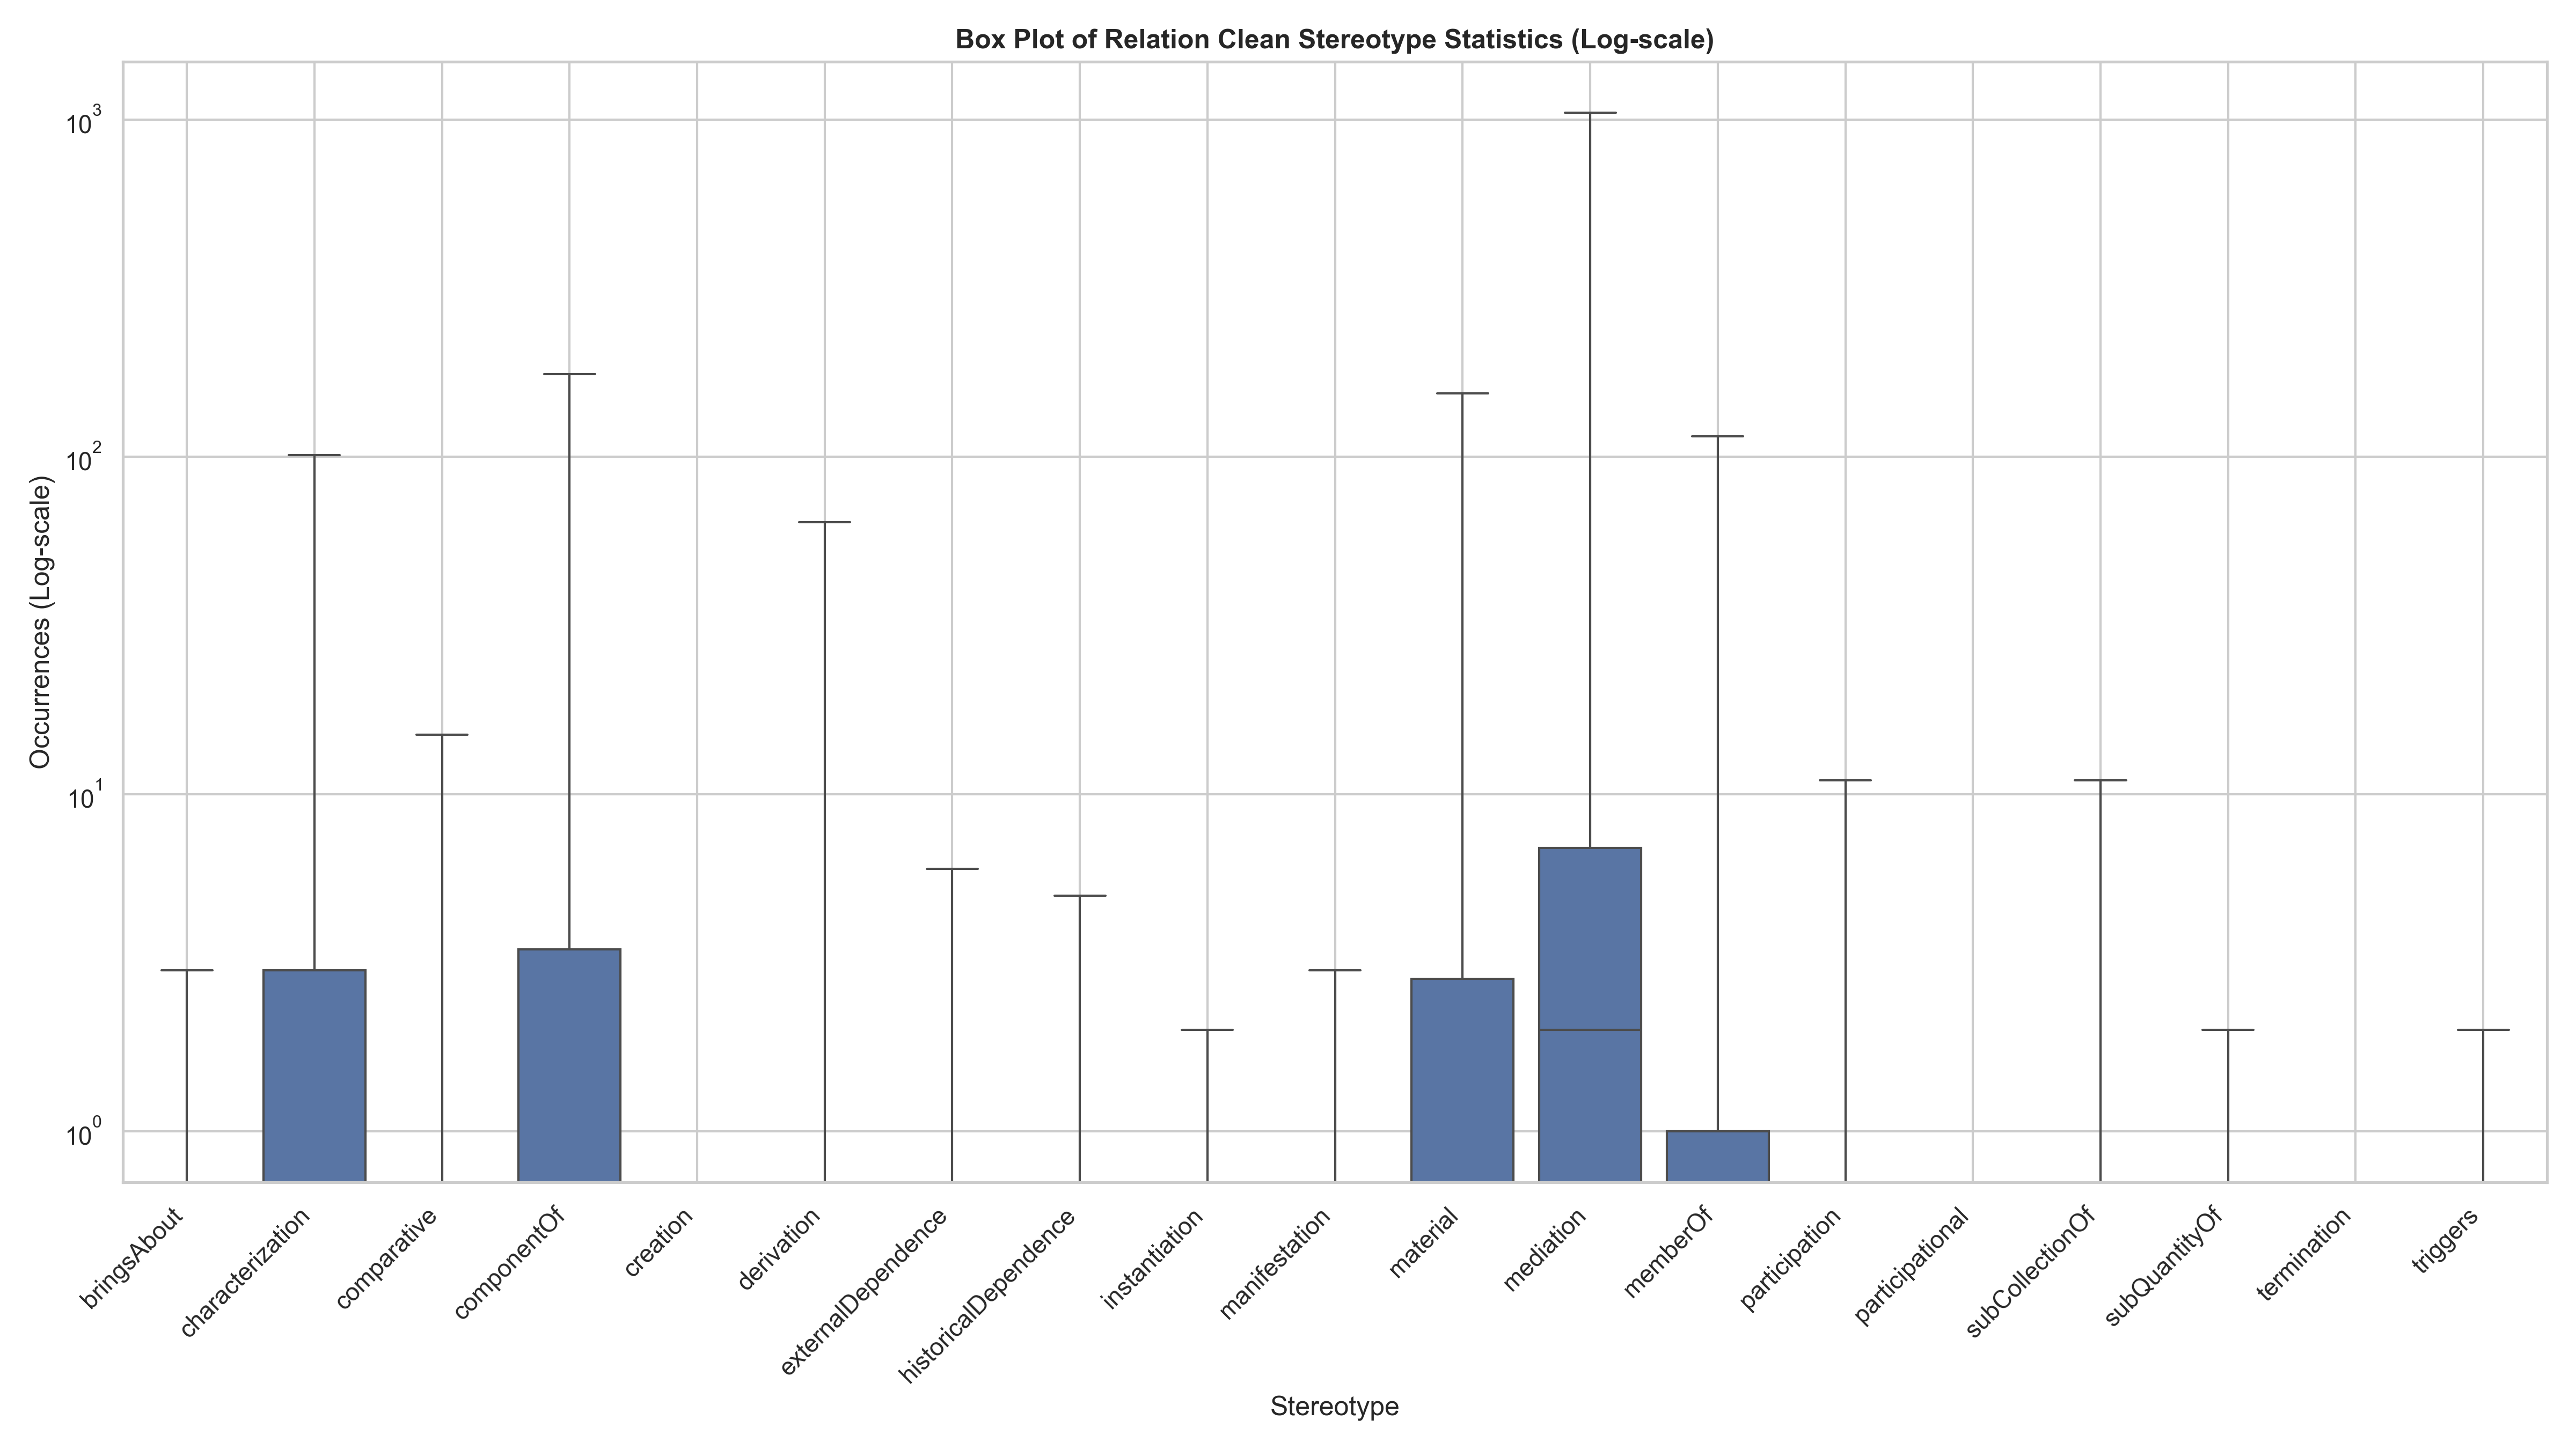 Box Plot of Relation Clean Stereotype Statistics (Log-scale)
Occurrences (Log-scale)
10³
10²
10¹
10⁰
bringsAbout
characterization
comparative
componentOf
creation
derivation
externalDependence
historicalDependence
instantiation
manifestation
material
mediation
memberOf
participation
participational
subCollectionOf
subQuantityOf
termination
triggers
Stereotype